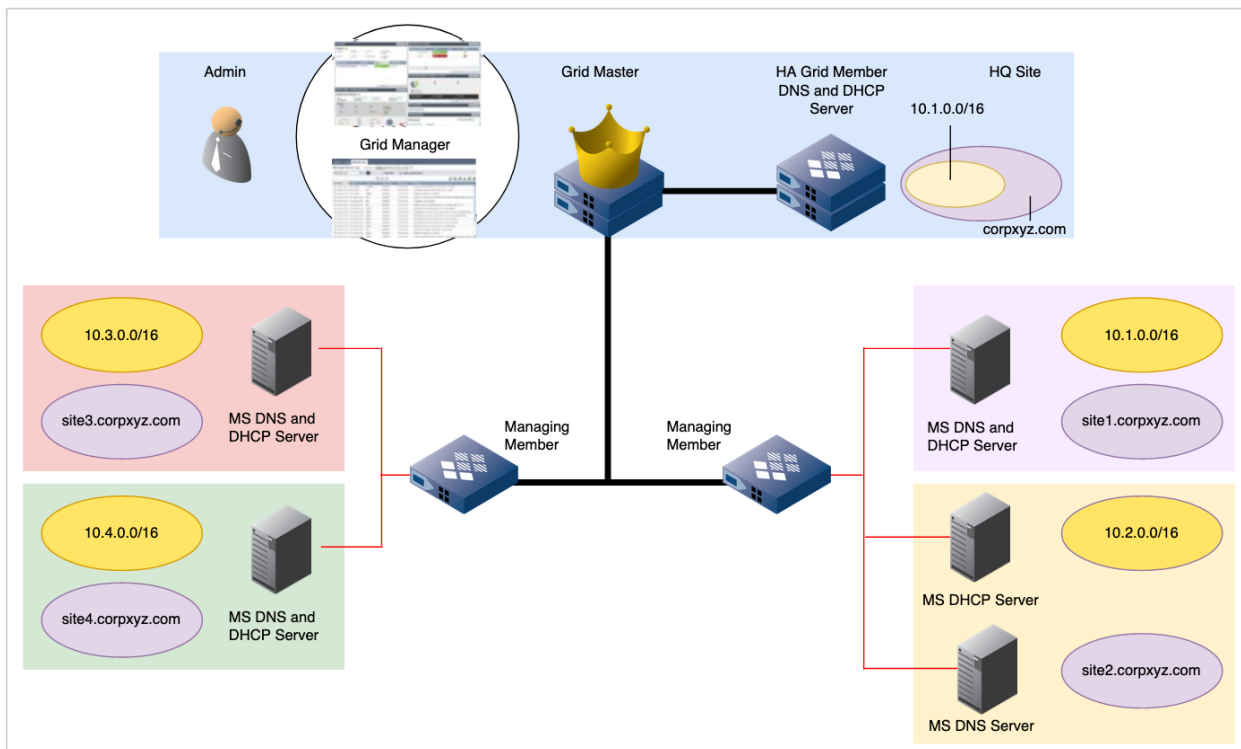 Admin
Grid Manager
Grid Master
HA Grid Member
DNS and DHCP
Server
HQ Site
10.1.0.0/16
corpxyz.com
10.3.0.0/16
site3.corpxyz.com
MS DNS and
DHCP Server
10.4.0.0/16
site4.corpxyz.com
MS DNS and
DHCP Server
Managing
Member
Managing
Member
MS DNS and
DHCP Server
10.1.0.0/16
site1.corpxyz.com
MS DHCP Server
10.2.0.0/16
MS DNS Server
site2.corpxyz.com